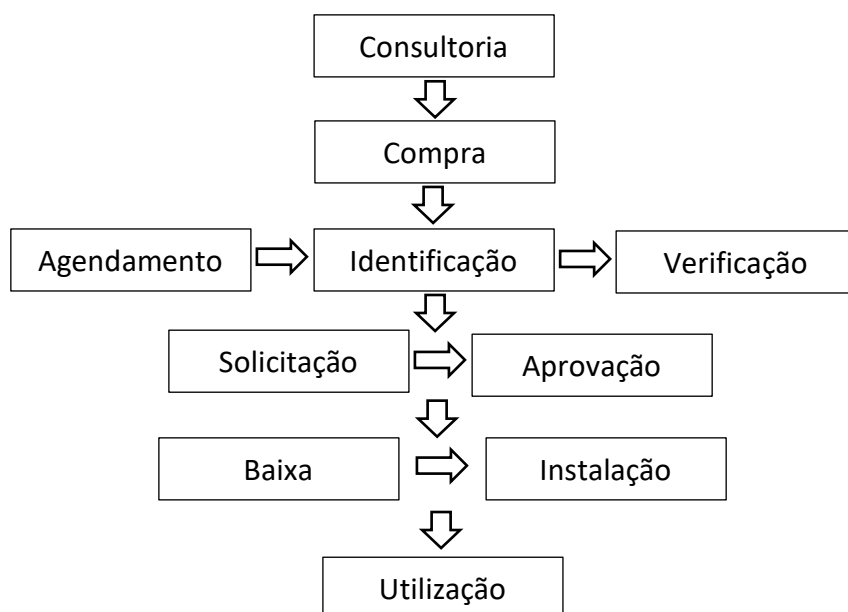 Consultoria
Compra
Agendamento
Identificação
Verificação
Solicitação
Aprovação
Baixa
Instalação
Utilização